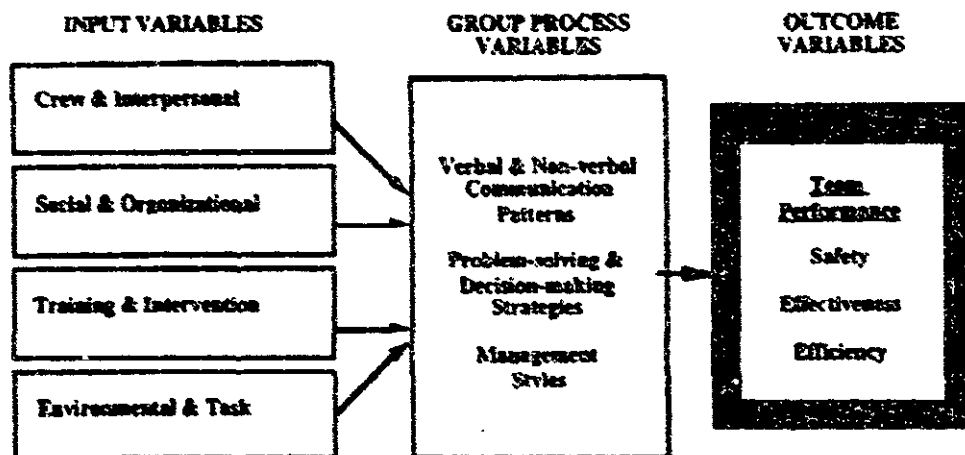 INPUT VARIABLES
Crew & Interpersonal
Social & Organizational
Training & Intervention
Environmental & Task
GROUP PROCESS
VARIABLES
Verbal & Non-verbal
Communication
Patterns
Problem-solving &
Decision-making
Strategies
Management
Styles
OUTCOME
VARIABLES
Team
Performance
Safety
Effectiveness
Efficiency